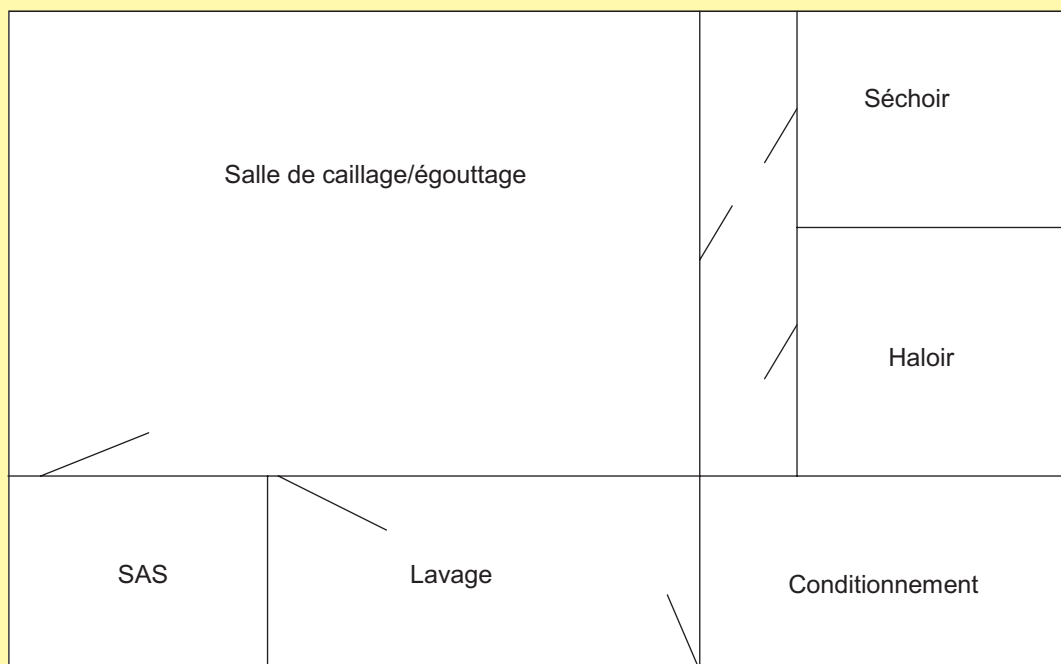 Séchoir
Salle de caillage/égouttage
Haloir
SAS
Lavage
Conditionnement